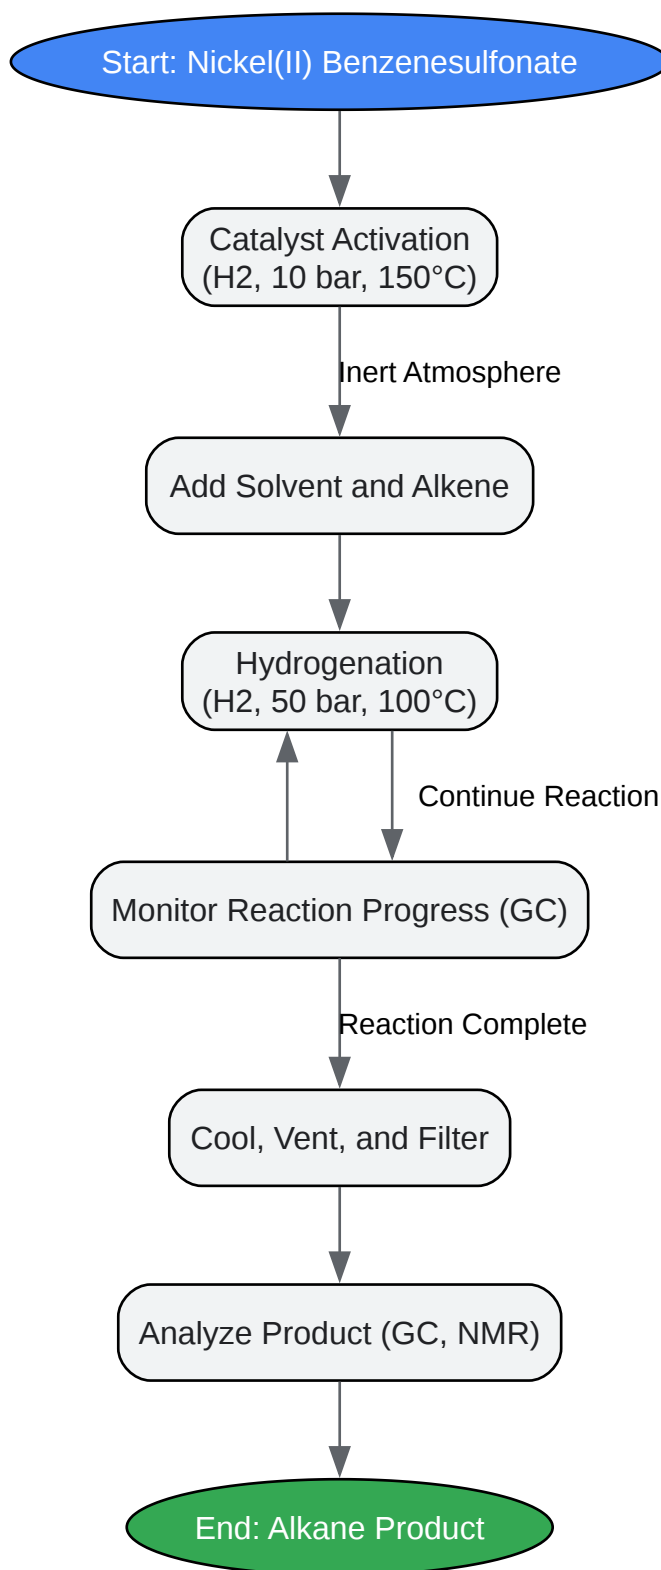 Start: Nickel(II) Benzenesulfonate
Catalyst Activation
(H2, 10 bar, 150°C)
Inert Atmosphere
Add Solvent and Alkene
Hydrogenation
(H2, 50 bar, 100°C)
Continue Reaction
Monitor Reaction Progress (GC)
Reaction Complete
Cool, Vent, and Filter
Analyze Product (GC, NMR)
End: Alkane Product